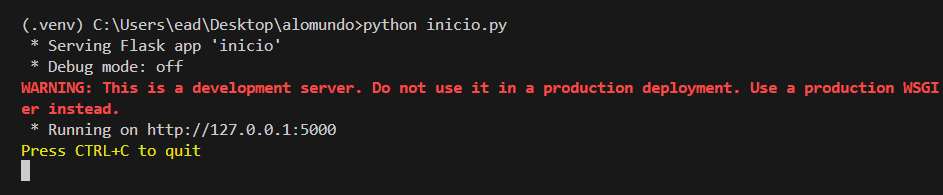 (.venv) C:\Users\ead\Desktop\alomundo>python inicio.py
* Serving Flask app 'inicio'
* Debug mode: off
WARNING: This is a development server. Do not use it in a production deployment. Use a production WSGI
er instead.
* Running on http://127.0.0.1:5000
Press CTRL+C to quit